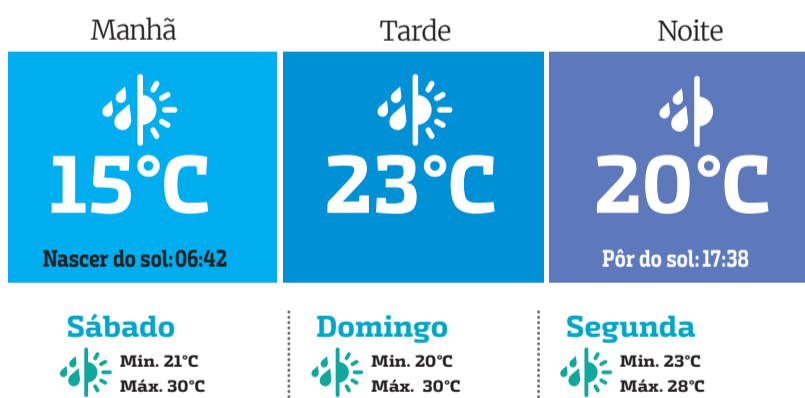 Manhã
Tarde
Noite
15°C
23°C
20°C
Nascer do sol: 06:42
Pôr do sol: 17:38
Sábado
Min. 21°C
Máx. 30°C
Domingo
Min. 20°C
Máx. 30°C
Segunda
Min. 23°C
Máx. 28°C